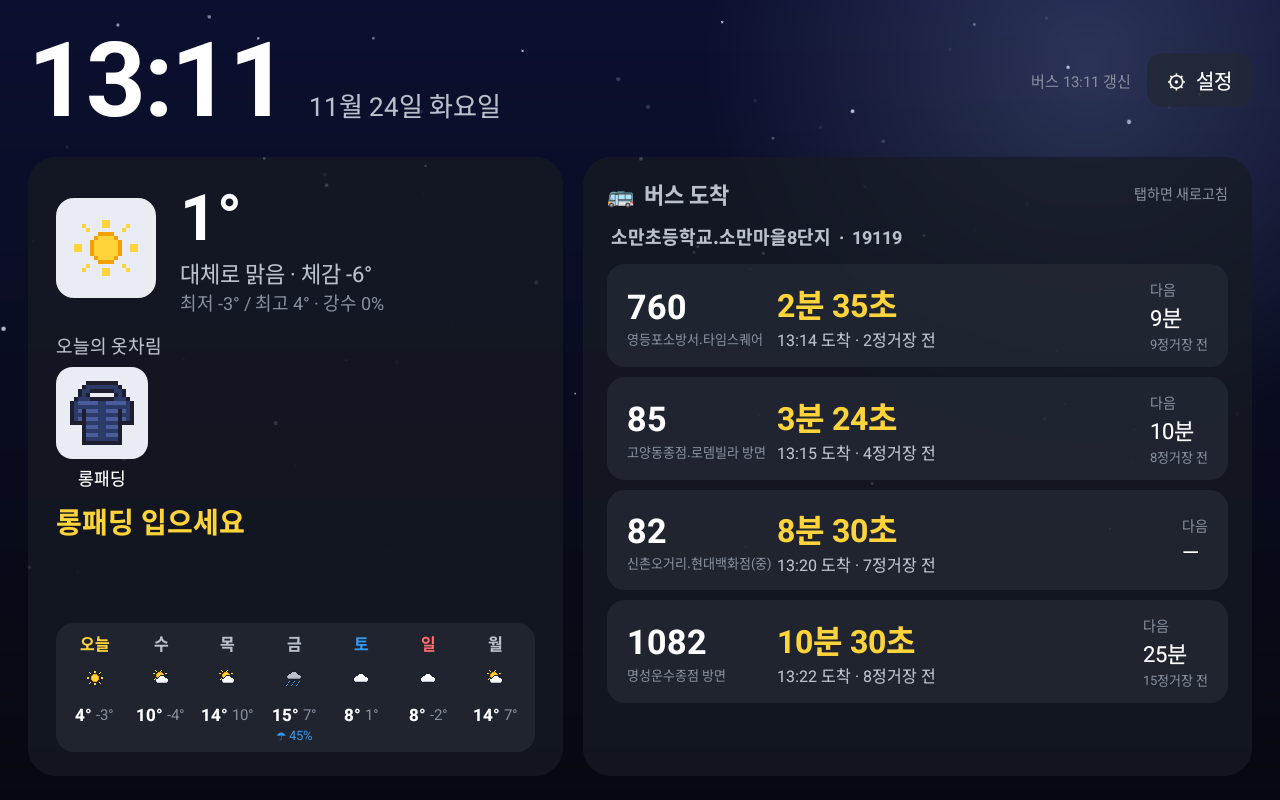 13:11
11월 24일 화요일
버스 13:11 갱신
설정
1°
대체로 맑음 · 체감 -6°
최저 -3° / 최고 4° · 강수 0%
오늘의 옷차림
롱패딩
롱패딩 입으세요
오늘 수 목 금 토 일 월
4° -3° 10° -4° 14° 10° 15° 7° 8° 1° 8° -2° 14° 7°
45%
버스 도착
탭하면 새로고침
소만초등학교.소만마을8단지 · 19119
760
영등포소방서.타임스퀘어
2분 35초
13:14 도착 · 2정거장 전
다음
9분
9정거장 전
85
고양동종점.로뎀빌라 방면
3분 24초
13:15 도착 · 4정거장 전
다음
10분
8정거장 전
82
신촌오거리.현대백화점(중)
8분 30초
13:20 도착 · 7정거장 전
다음
–
1082
명성운수종점 방면
10분 30초
13:22 도착 · 8정거장 전
다음
25분
15정거장 전